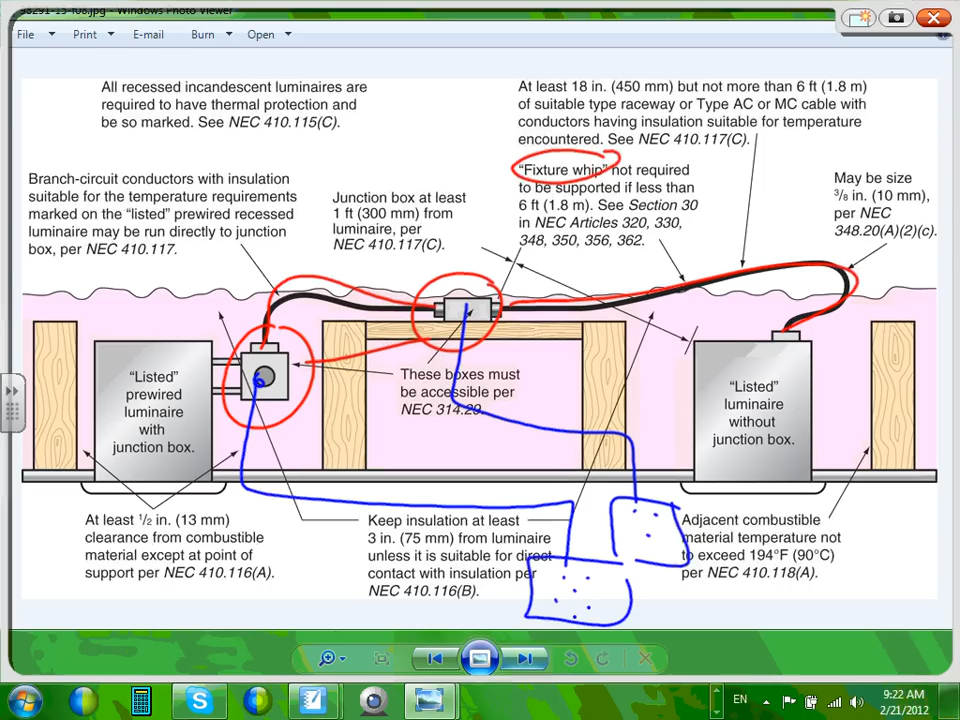 98291-15-f08.jpg - Windows Photo Viewer
File Print E-mail Burn Open
All recessed incandescent luminaires are
required to have thermal protection and
be so marked. See NEC 410.115(C).
At least 18 in. (450 mm) but not more than 6 ft (1.8 m)
of suitable type raceway or Type AC or MC cable with
conductors having insulation suitable for temperature
encountered. See NEC 410.117(C).
Branch-circuit conductors with insulation
suitable for the temperature requirements
marked on the “listed” prewired recessed
luminaire may be run directly to junction
box, per NEC 410.117.
Junction box at least
1 ft (300 mm) from
luminaire, per
NEC 410.117(C).
“Fixture whip” not required
to be supported if less than
6 ft (1.8 m). See Section 30
in NEC Articles 320, 330,
348, 350, 356, 362.
May be size
3/8 in. (10 mm),
per NEC
348.20(A)(2)(c).
“Listed”
prewired
luminaire
with
junction box.
These boxes must
be accessible per
NEC 314.29.
“Listed”
luminaire
without
junction box.
At least 1/2 in. (13 mm)
clearance from combustible
material except at point of
support per NEC 410.116(A).
Keep insulation at least
3 in. (75 mm) from luminaire
unless it is suitable for direct
contact with insulation per
NEC 410.116(B).
Adjacent combustible
material temperature not
to exceed 194°F (90°C)
per NEC 410.118(A).
EN
9:22 AM
2/21/2012